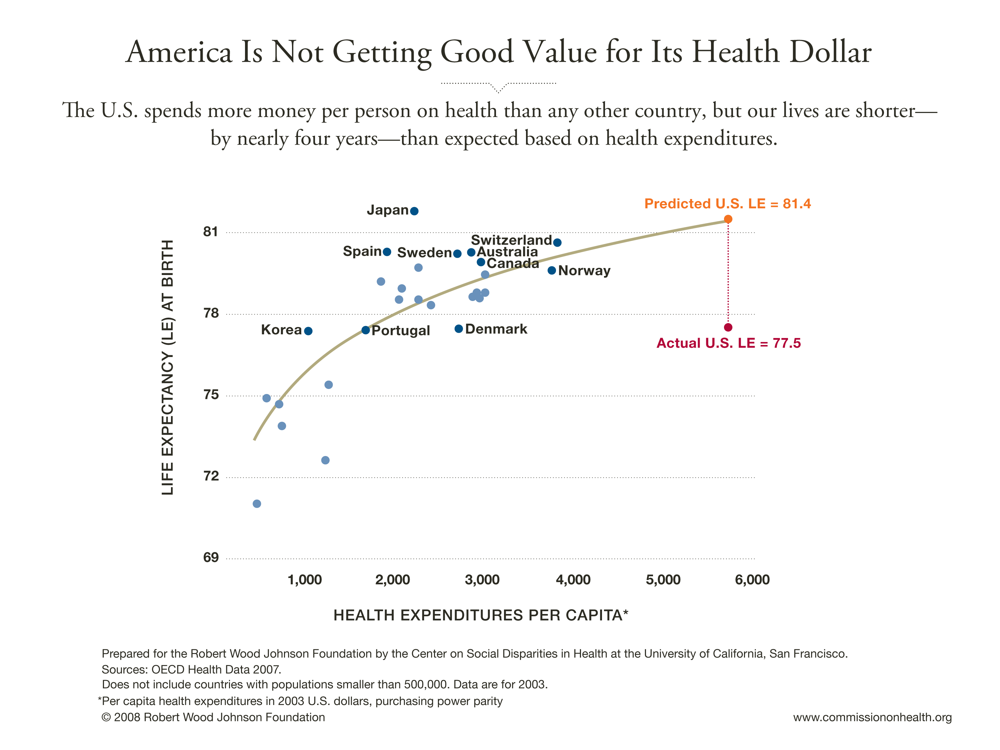 America Is Not Getting Good Value for Its Health Dollar
The U.S. spends more money per person on health than any other country, but our lives are shorter—
by nearly four years—than expected based on health expenditures.
Predicted U.S. LE = 81.4
Japan
81
Switzerland
Spain
Sweden
Australia
Canada
Norway
78
Korea
Portugal
Denmark
Actual U.S. LE = 77.5
75
72
69
LIFE EXPECTANCY (LE) AT BIRTH
1,000 2,000 3,000 4,000 5,000 6,000
HEALTH EXPENDITURES PER CAPITA*
Prepared for the Robert Wood Johnson Foundation by the Center on Social Disparities in Health at the University of California, San Francisco.
Sources: OECD Health Data 2007.
Does not include countries with populations smaller than 500,000. Data are for 2003.
*Per capita health expenditures in 2003 U.S. dollars, purchasing power parity
© 2008 Robert Wood Johnson Foundation
www.commissiononhealth.org